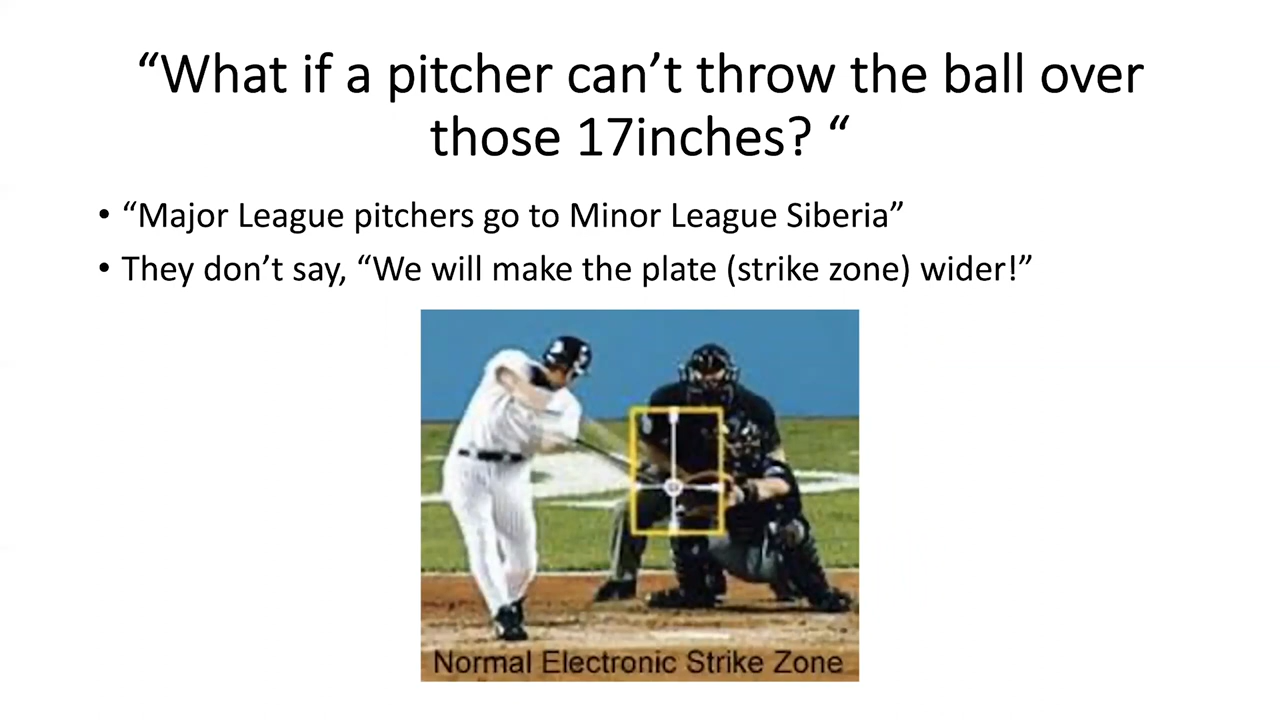 “What if a pitcher can’t throw the ball over
those 17inches? “
• “Major League pitchers go to Minor League Siberia”
• They don’t say, “We will make the plate (strike zone) wider!”
Normal Electronic Strike Zone